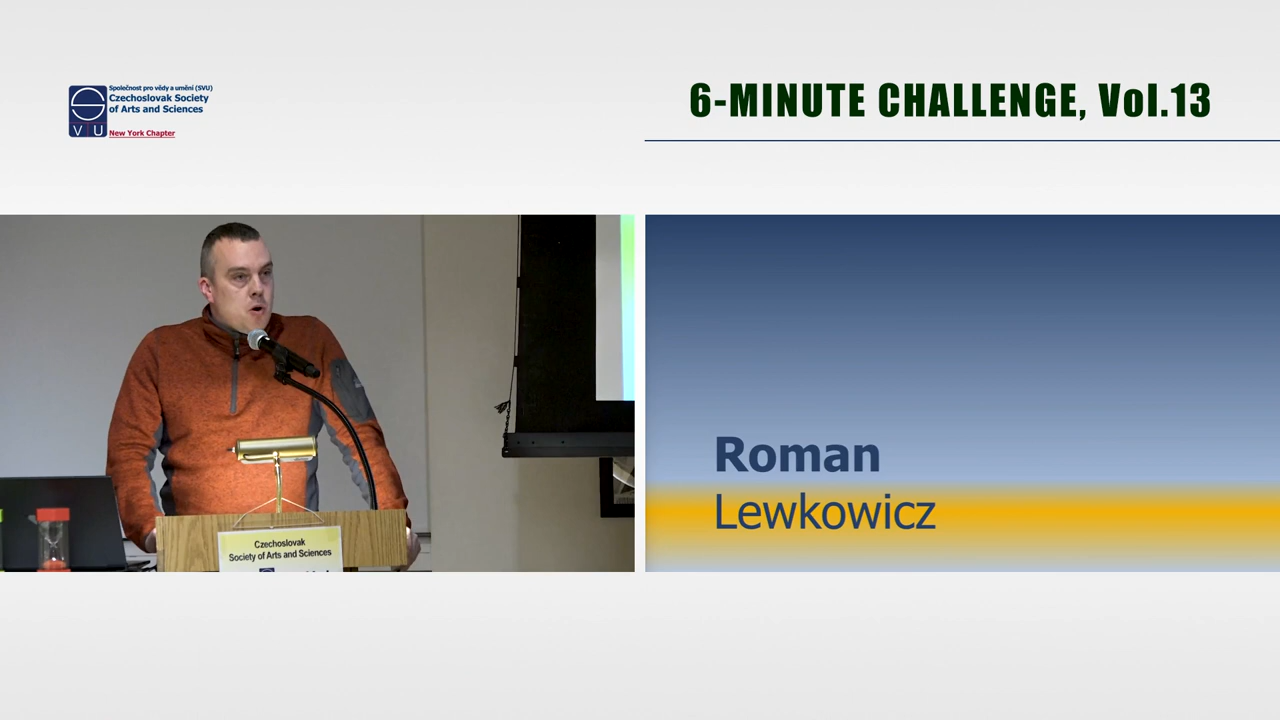 Společnost pro vědy a umění (SVU)
Czechoslovak Society
of Arts and Sciences
V U
New York Chapter
6-MINUTE CHALLENGE, Vol.13
Roman
Lewkowicz
Czechoslovak
Society of Arts and Sciences